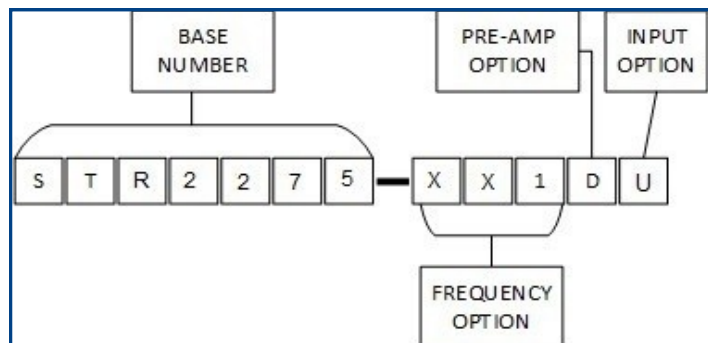 BASE
NUMBER
PRE-AMP
OPTION
INPUT
OPTION
S T R 2 2 7 5 — X X 1 D U
FREQUENCY
OPTION